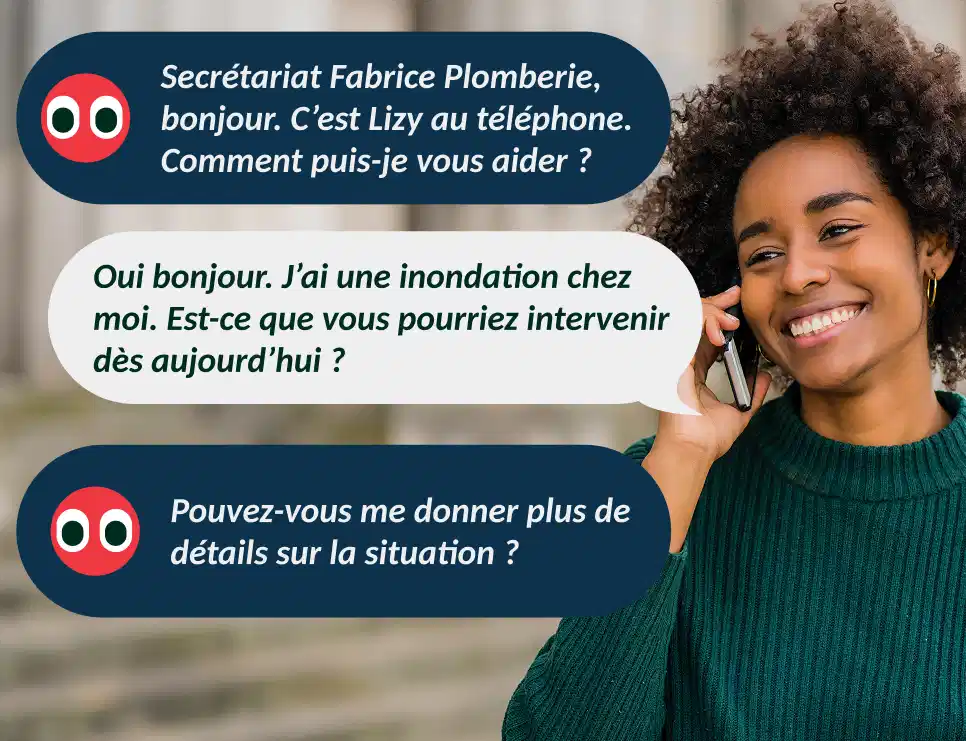 Secrétariat Fabrice Plomberie,
bonjour. C’est Lizy au téléphone.
Comment puis-je vous aider ?
Oui bonjour. J’ai une inondation chez
moi. Est-ce que vous pourriez intervenir
dès aujourd’hui ?
Pouvez-vous me donner plus de
détails sur la situation ?